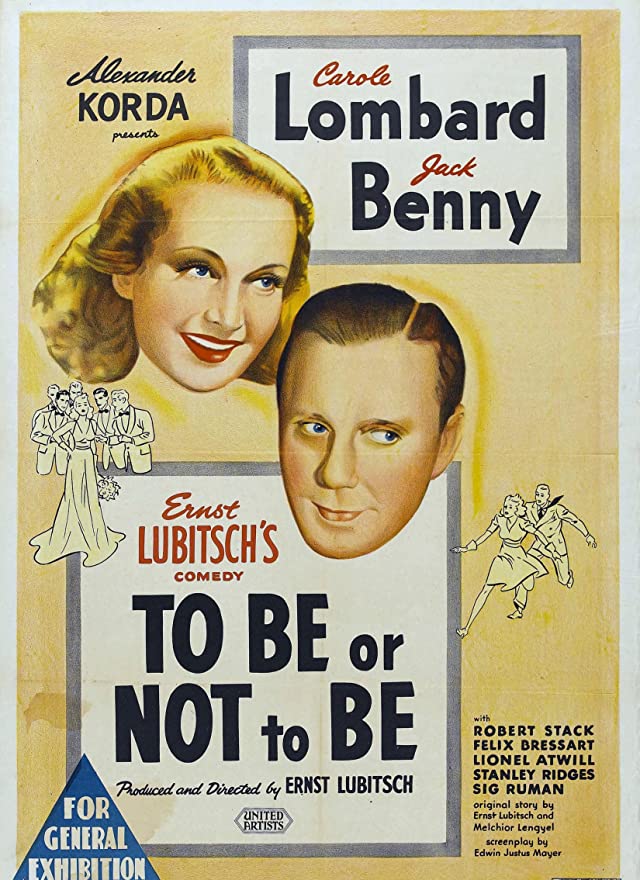 Alexander
KORDA
presents
Carole
Lombard
Jack
Benny
Ernst
LUBITSCH'S
COMEDY
TO BE or
NOT to BE
Produced and Directed by ERNST LUBITSCH
UNITED
ARTISTS
with
ROBERT STACK
FELIX BRESSART
LIONEL ATWILL
STANLEY RIDGES
SIG RUMAN
original story by
Ernst Lubitsch and
Melchior Lengyel
screenplay by
Edwin Justus Mayer
FOR
GENERAL
EXHIBITION